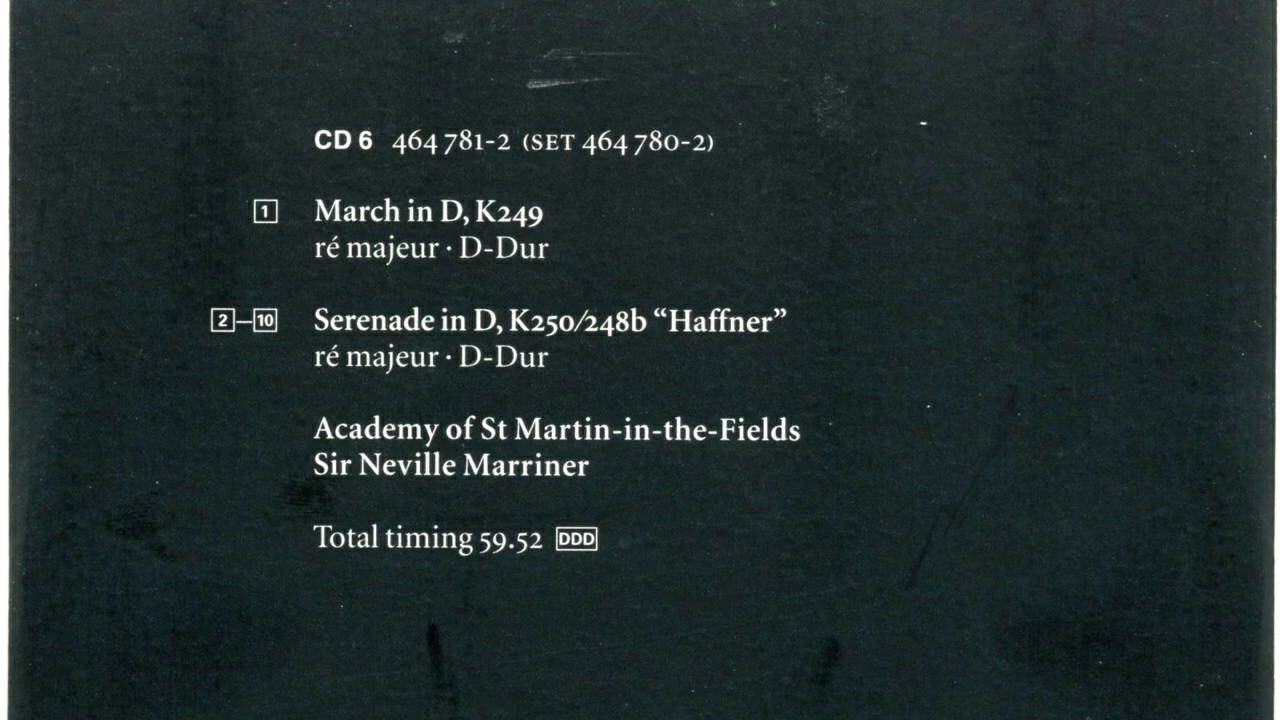 CD 6 464 781-2 (SET 464 780-2)
1 March in D, K249
ré majeur · D-Dur
2–10 Serenade in D, K250/248b “Haffner”
ré majeur · D-Dur
Academy of St Martin-in-the-Fields
Sir Neville Marriner
Total timing 59.52 DDD